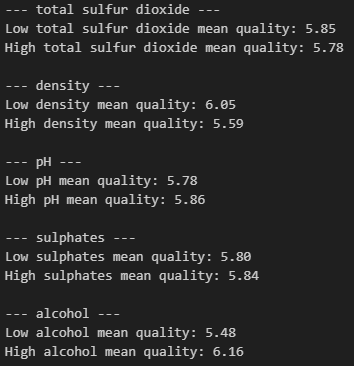 --- total sulfur dioxide ---
Low total sulfur dioxide mean quality: 5.85
High total sulfur dioxide mean quality: 5.78
--- density ---
Low density mean quality: 6.05
High density mean quality: 5.59
--- pH ---
Low pH mean quality: 5.78
High pH mean quality: 5.86
--- sulphates ---
Low sulphates mean quality: 5.80
High sulphates mean quality: 5.84
--- alcohol ---
Low alcohol mean quality: 5.48
High alcohol mean quality: 6.16